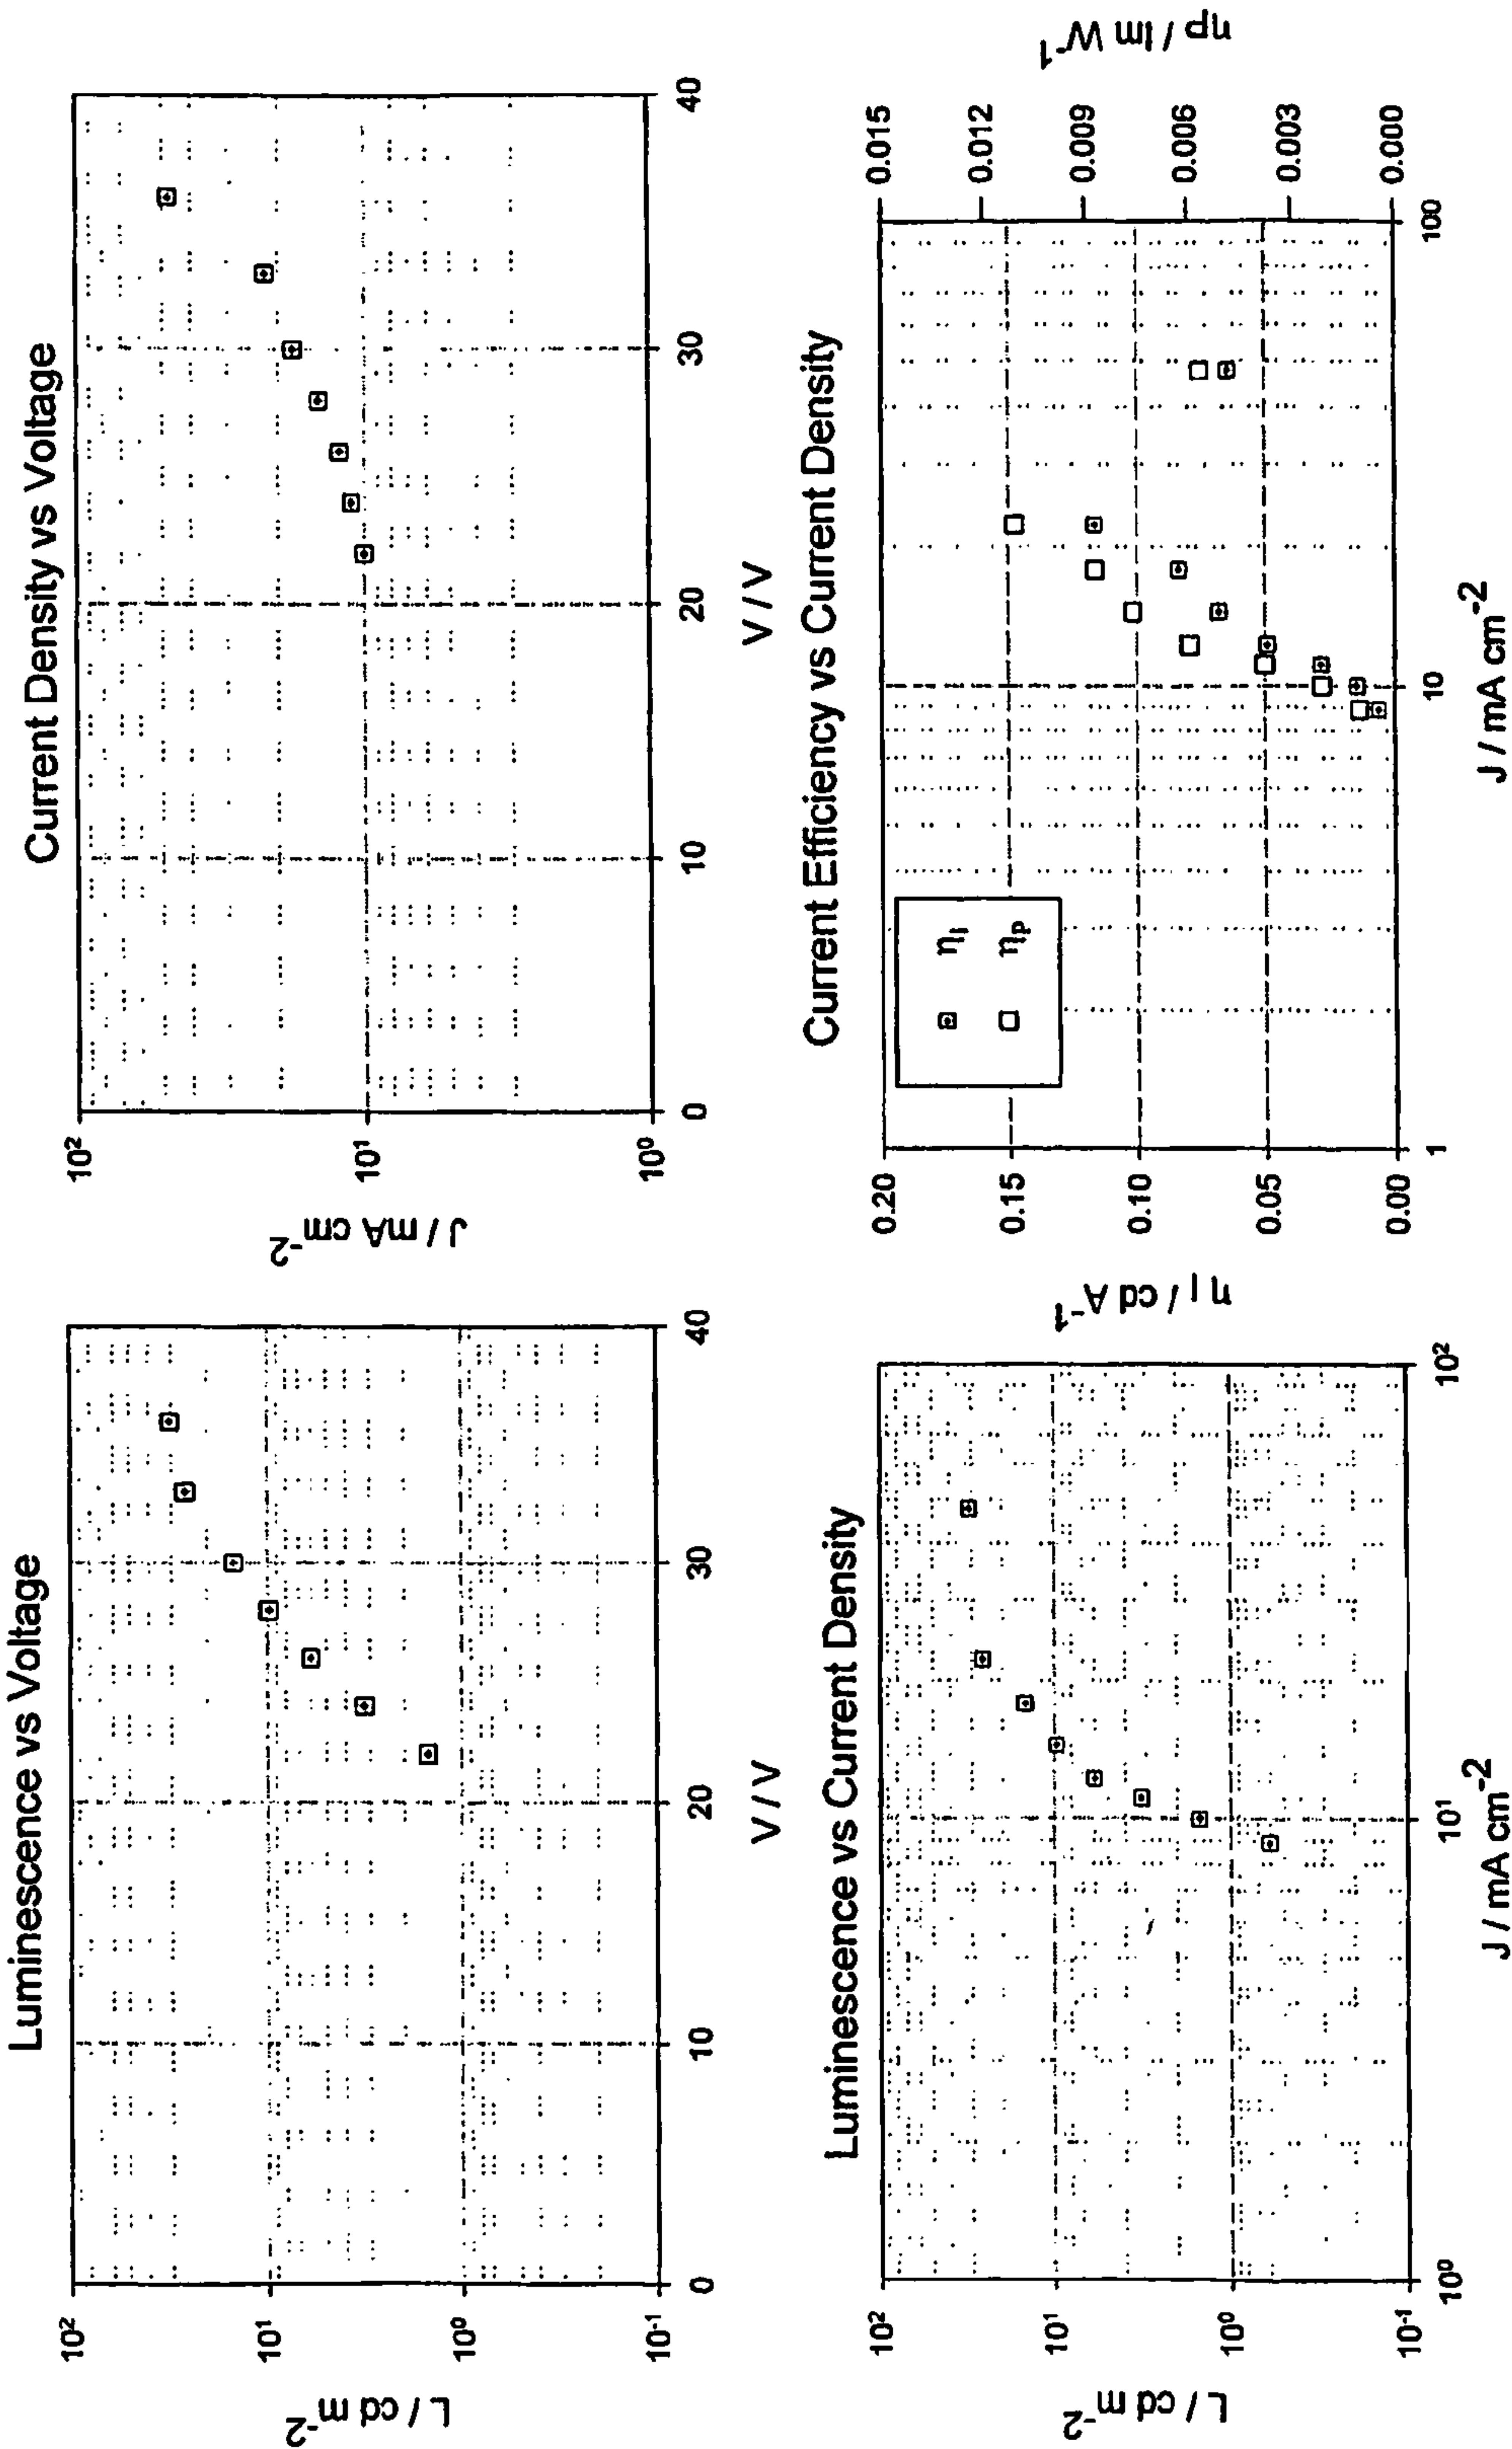 Luminescence vs Voltage
10²
10¹
10⁰
10⁻¹
L / cd m⁻²
0
10
20
30
40
V / V
Current Density vs Voltage
10²
10¹
10⁰
J / mA cm⁻²
0
10
20
30
40
V / V
Luminescence vs Current Density
10²
10¹
10⁰
10⁻¹
L / cd m⁻²
10⁰
10¹
10²
J / mA cm⁻²
Current Efficiency vs Current Density
0.20
0.15
0.10
0.05
0.00
η I / cd A⁻¹
ηI
ηp
1
10
100
J / mA cm⁻²
0.015
0.012
0.009
0.006
0.003
0.000
ηp / lm W⁻¹